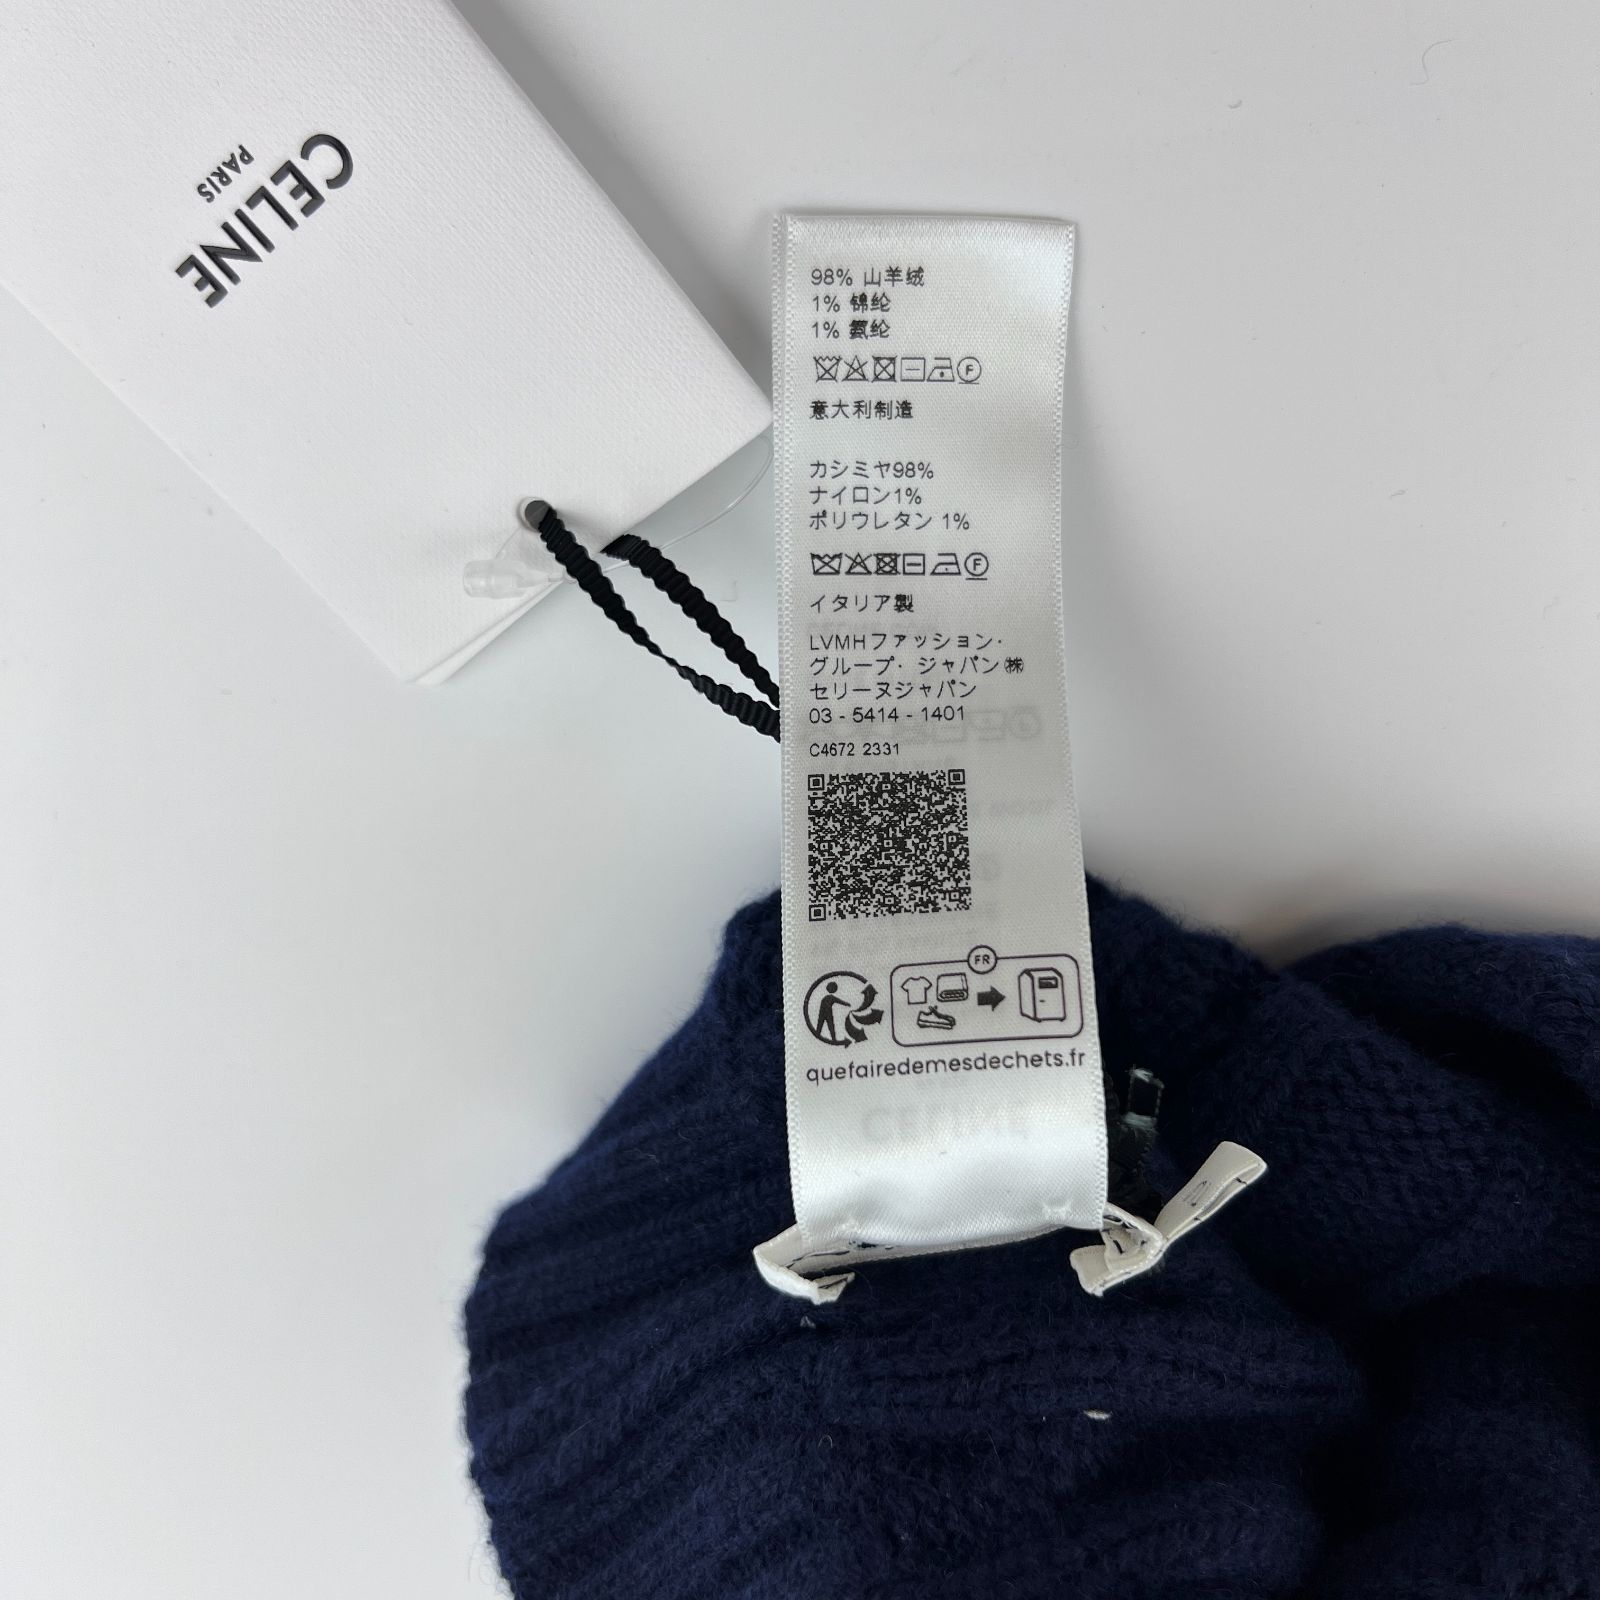 CELINE
PARIS
98% 山羊绒
1% 锦纶
1% 氨纶
F
意大利制造
カシミヤ98%
ナイロン1%
ポリウレタン 1%
F
イタリア製
LVMHファッション・
グループ・ジャパン㈱
セリーヌジャパン
03 - 5414 - 1401
C4672 2331
FR
quefairedemesdechets.fr